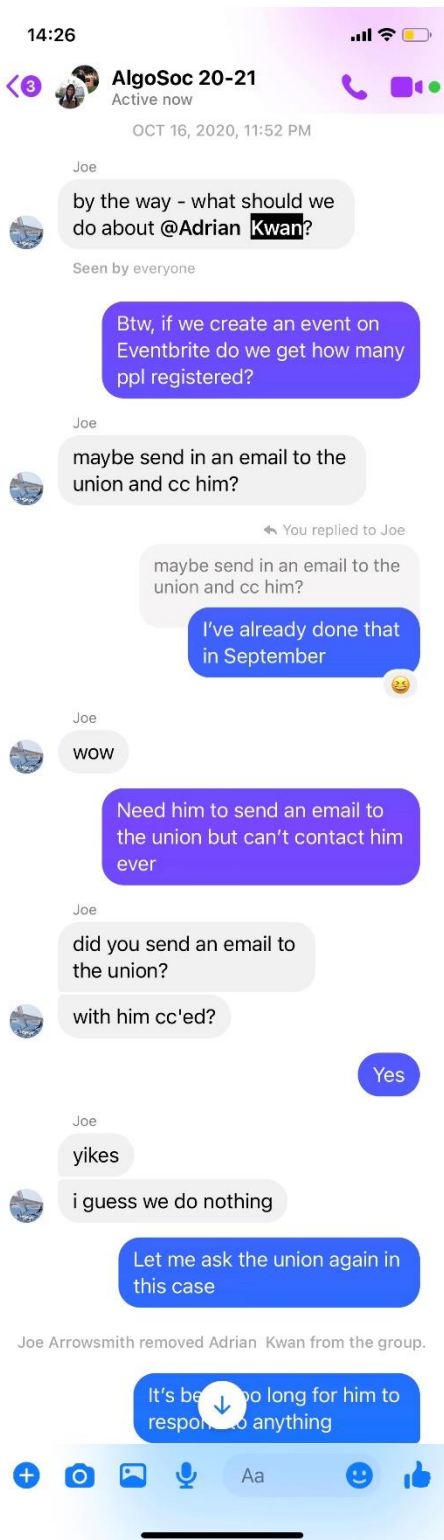 14:26
3
AlgoSoc 20-21
Active now
OCT 16, 2020, 11:52 PM
Joe
by the way - what should we
do about @Adrian Kwan?
Seen by everyone
Btw, if we create an event on
Eventbrite do we get how many
ppl registered?
Joe
maybe send in an email to the
union and cc him?
You replied to Joe
maybe send in an email to the
union and cc him?
I've already done that
in September
Joe
wow
Need him to send an email to
the union but can't contact him
ever
Joe
did you send an email to
the union?
with him cc'ed?
Yes
Joe
yikes
i guess we do nothing
Let me ask the union again in
this case
Joe Arrowsmith removed Adrian Kwan from the group.
It's long for him to
anything
Aa